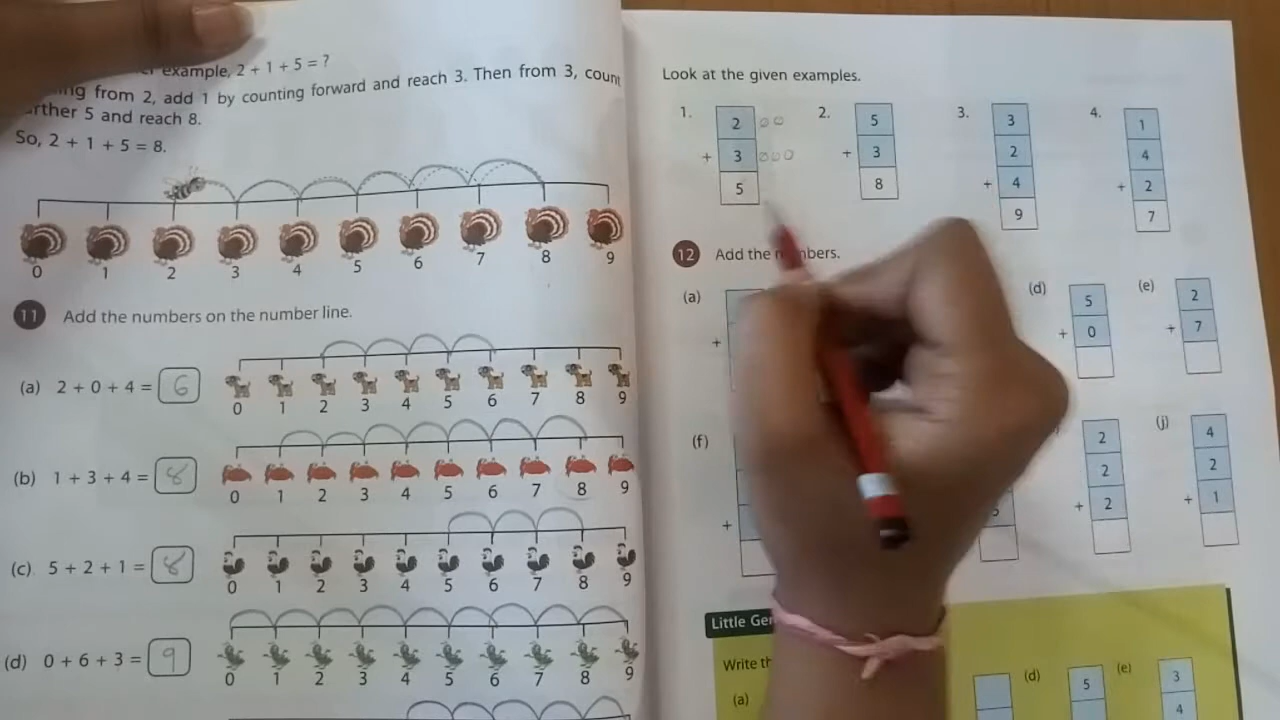 example, 2 + 1 + 5 = ?
from 2, add 1 by counting forward and reach 3. Then from 3, count
5 and reach 8.
So, 2 + 1 + 5 = 8.
0 1 2 3 4 5 6 7 8 9
11 Add the numbers on the number line.
(a) 2 + 0 + 4 = 6
0 1 2 3 4 5 6 7 8 9
(b) 1 + 3 + 4 = 8
0 1 2 3 4 5 6 7 8 9
(c) 5 + 2 + 1 = 8
0 1 2 3 4 5 6 7 8 9
(d) 0 + 6 + 3 = 9
0 1 2 3 4 5 6 7 8 9
Look at the given examples.
1. 2. 3. 4.
2 5 3 1
+ 3 + 3 2 4
5 8 + 4 + 2
9 7
12 Add the numbers.
(a) (d) (e)
5 2
+ + 0 + 7
(f) (j)
2 4
2 2
+ + 2 + 1
Little
Write
(a) (d) (e)
5 3
4